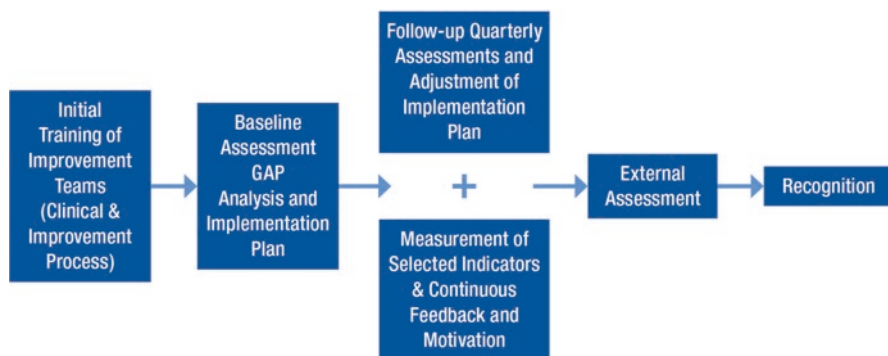 Initial
Training of
Improvement
Teams
(Clinical &
Improvement
Process)
Baseline
Assessment
GAP
Analysis and
Implementation
Plan
Follow-up Quarterly
Assessments and
Adjustment of
Implementation
Plan
+
Measurement of
Selected Indicators
& Continuous
Feedback and
Motivation
External
Assessment
Recognition